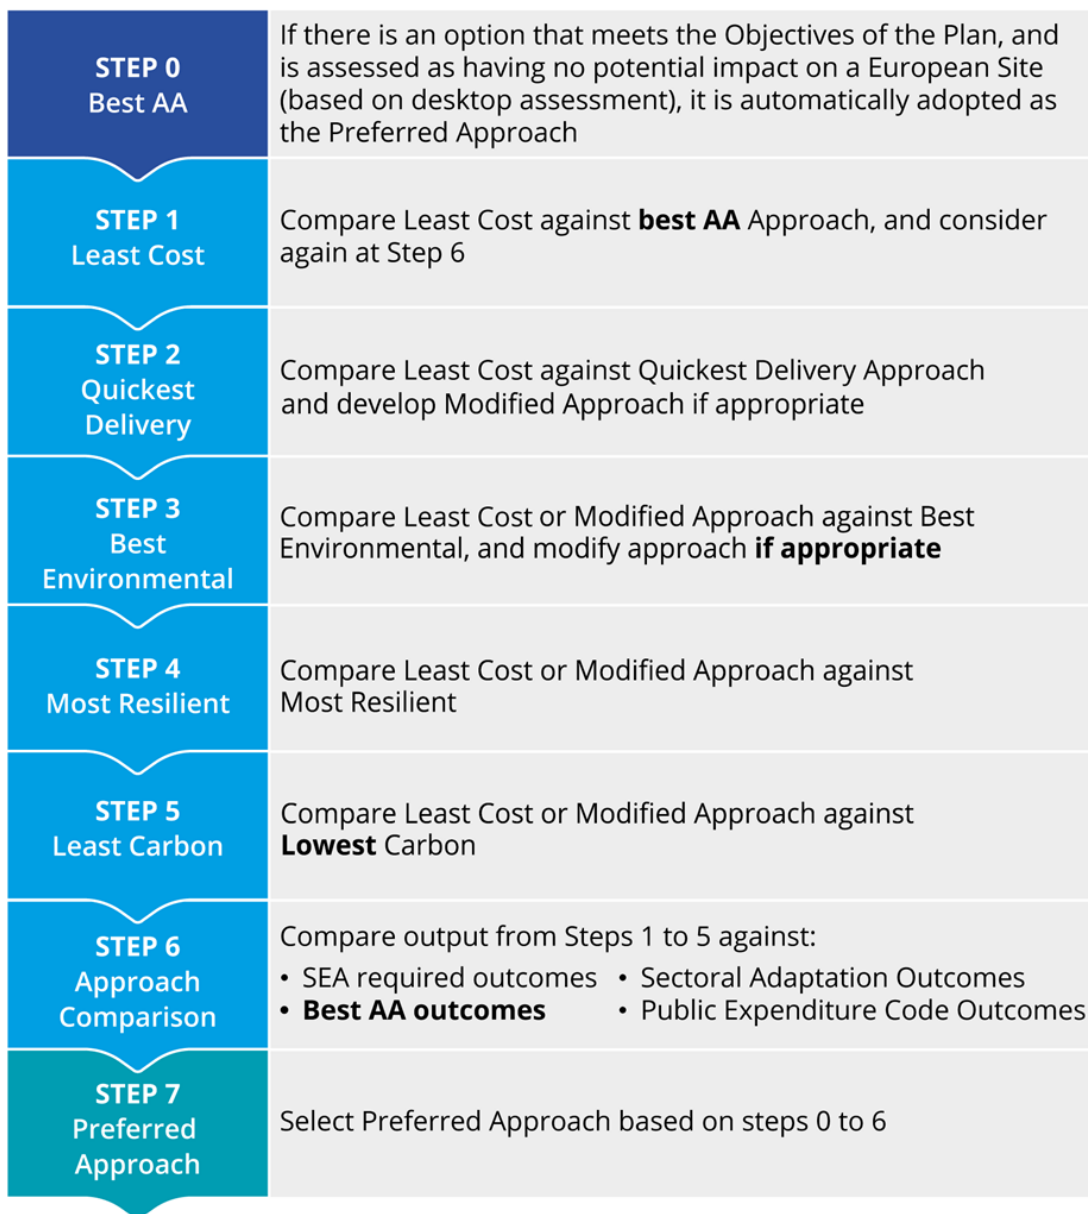 STEP 0
Best AA
If there is an option that meets the Objectives of the Plan, and
is assessed as having no potential impact on a European Site
(based on desktop assessment), it is automatically adopted as
the Preferred Approach
STEP 1
Least Cost
Compare Least Cost against best AA Approach, and consider
again at Step 6
STEP 2
Quickest
Delivery
Compare Least Cost against Quickest Delivery Approach
and develop Modified Approach if appropriate
STEP 3
Best
Environmental
Compare Least Cost or Modified Approach against Best
Environmental, and modify approach if appropriate
STEP 4
Most Resilient
Compare Least Cost or Modified Approach against
Most Resilient
STEP 5
Least Carbon
Compare Least Cost or Modified Approach against
Lowest Carbon
STEP 6
Approach
Comparison
Compare output from Steps 1 to 5 against:
• SEA required outcomes
• Best AA outcomes
• Sectoral Adaptation Outcomes
• Public Expenditure Code Outcomes
STEP 7
Preferred
Approach
Select Preferred Approach based on steps 0 to 6